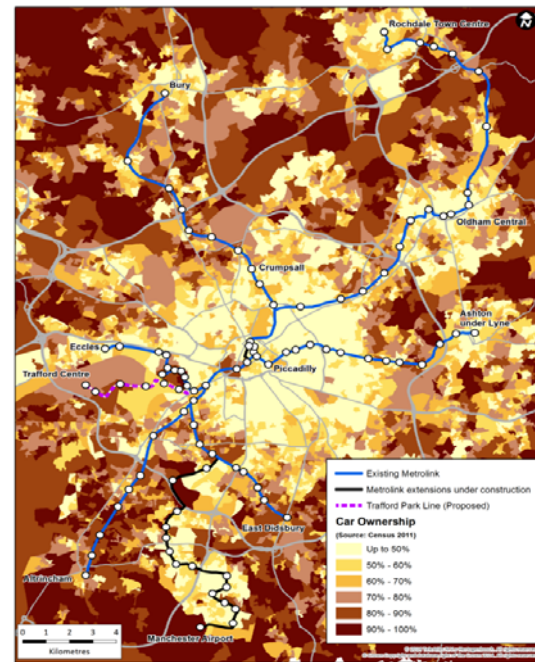 Rochdale Town Centre
N
Bury
Oldham Central
Crumpsall
Ashton
under Lyne
Eccles
Trafford Centre
Piccadilly
East Didsbury
Altrincham
Manchester Airport
Existing Metrolink
Metrolink extensions under construction
Trafford Park Line (Proposed)
Car Ownership
(Source: Census 2011)
Up to 50%
50% - 60%
60% - 70%
70% - 80%
80% - 90%
90% - 100%
0 1 2 3 4
Kilometres